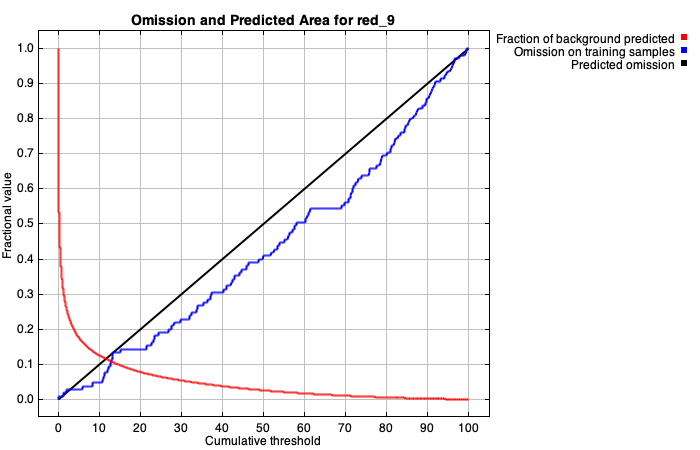 Omission and Predicted Area for red_9
Fraction of background predicted
Omission on training samples
Predicted omission
Fractional value
1.0
0.9
0.8
0.7
0.6
0.5
0.4
0.3
0.2
0.1
0.0
0 10 20 30 40 50 60 70 80 90 100
Cumulative threshold